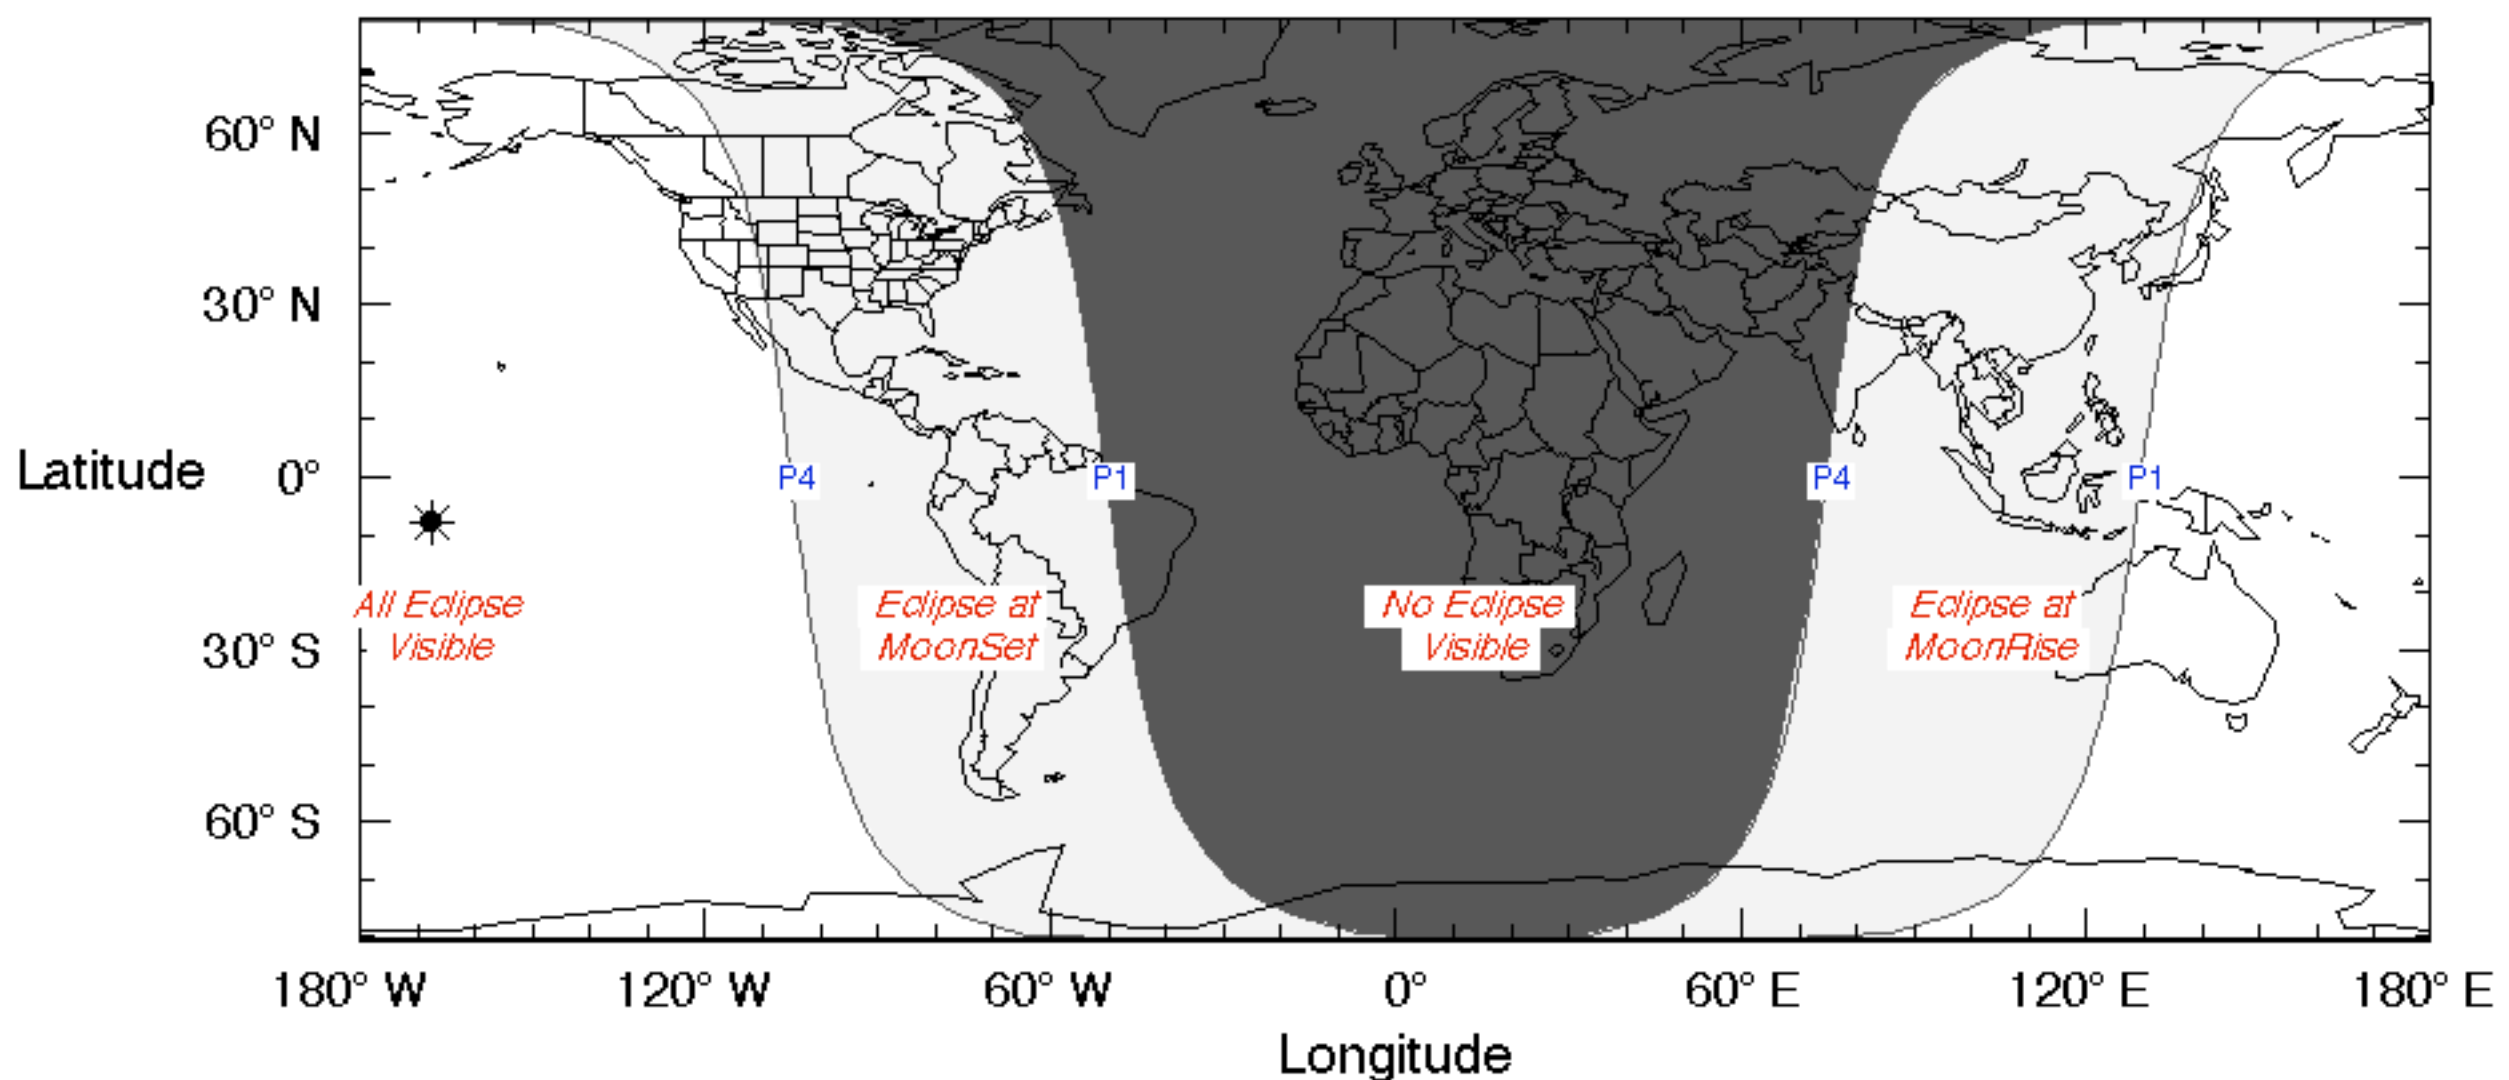 60° N
30° N
Latitude
0°
P4
P1
P4
P1
All Eclipse
Visible
Eclipse at
MoonSet
No Eclipse
Visible
Eclipse at
MoonRise
30° S
60° S
180° W
120° W
60° W
0°
60° E
120° E
180° E
Longitude